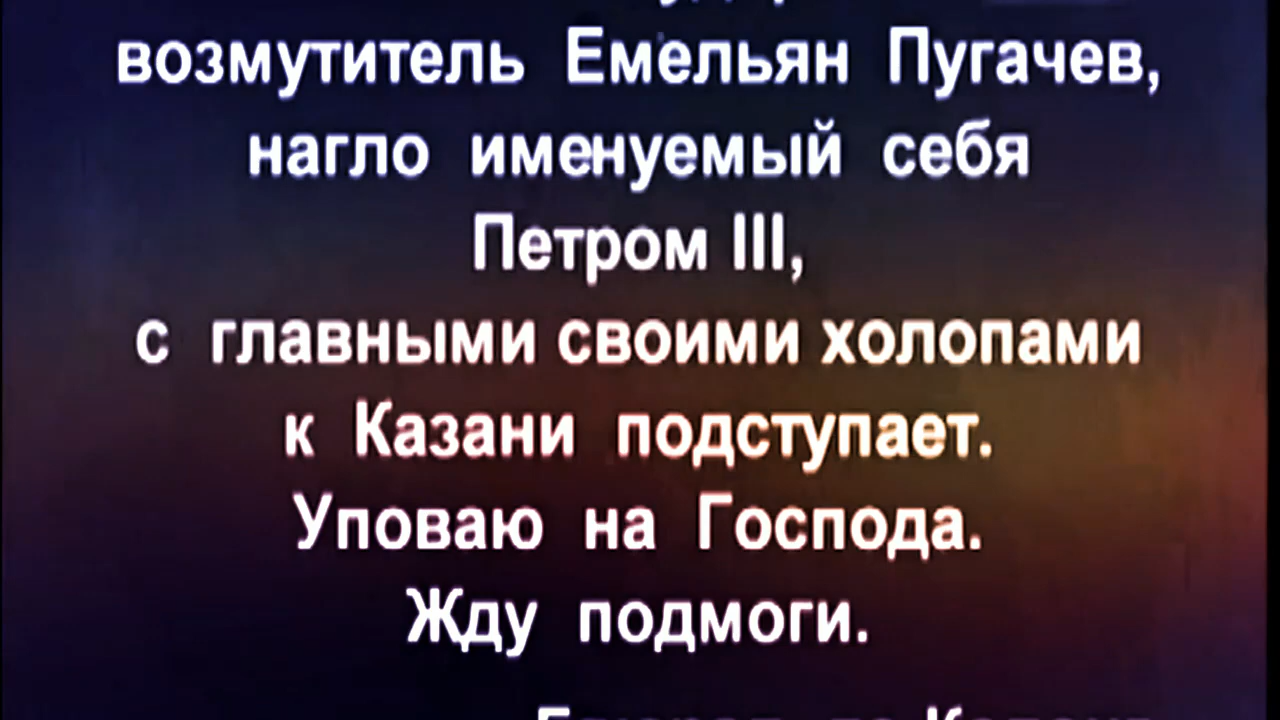 возмутитель Емельян Пугачев,
нагло именуемый себя
Петром III,
с главными своими холопами
к Казани подступает.
Уповаю на Господа.
Жду подмоги.